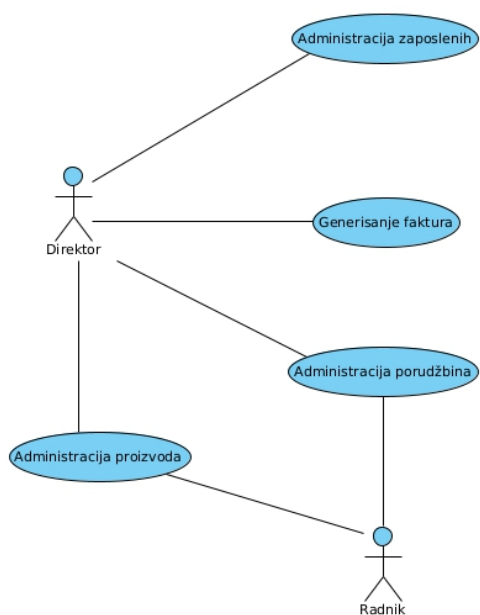 Administracija zaposlenih
Generisanje faktura
Direktor
Administracija porudžbina
Administracija proizvoda
Radnik